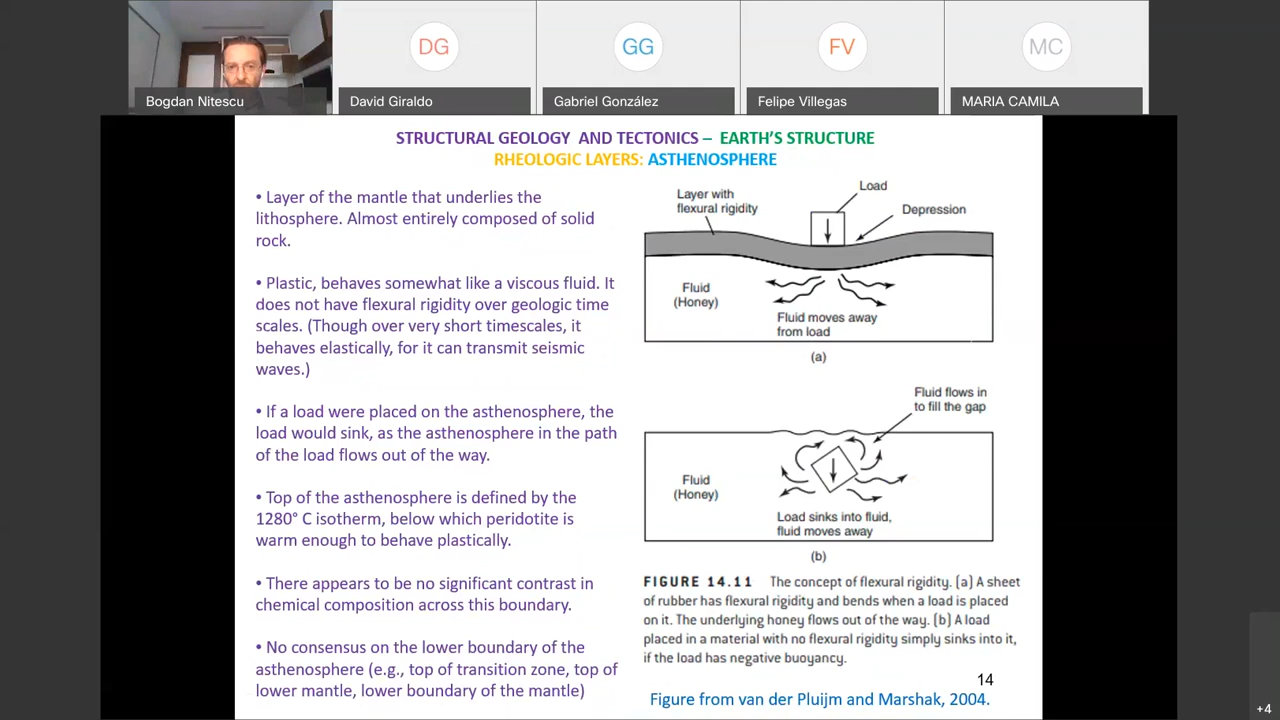 DG
GG
FV
MC
Bogdan Nitescu
David Giraldo
Gabriel González
Felipe Villegas
MARIA CAMILA
STRUCTURAL GEOLOGY AND TECTONICS – EARTH'S STRUCTURE
RHEOLOGIC LAYERS: ASTHENOSPHERE
• Layer of the mantle that underlies the
lithosphere. Almost entirely composed of solid
rock.
• Plastic, behaves somewhat like a viscous fluid. It
does not have flexural rigidity over geologic time
scales. (Though over very short timescales, it
behaves elastically, for it can transmit seismic
waves.)
• If a load were placed on the asthenosphere, the
load would sink, as the asthenosphere in the path
of the load flows out of the way.
• Top of the asthenosphere is defined by the
1280° C isotherm, below which peridotite is
warm enough to behave plastically.
• There appears to be no significant contrast in
chemical composition across this boundary.
• No consensus on the lower boundary of the
asthenosphere (e.g., top of transition zone, top of
lower mantle, lower boundary of the mantle)
Layer with
flexural rigidity
Load
Depression
Fluid
(Honey)
Fluid moves away
from load
(a)
Fluid flows in
to fill the gap
Fluid
(Honey)
Load sinks into fluid,
fluid moves away
(b)
FIGURE 14.11 The concept of flexural rigidity. (a) A sheet
of rubber has flexural rigidity and bends when a load is placed
on it. The underlying honey flows out of the way. (b) A load
placed in a material with no flexural rigidity simply sinks into it,
if the load has negative buoyancy.
14
Figure from van der Pluijm and Marshak, 2004.
+4